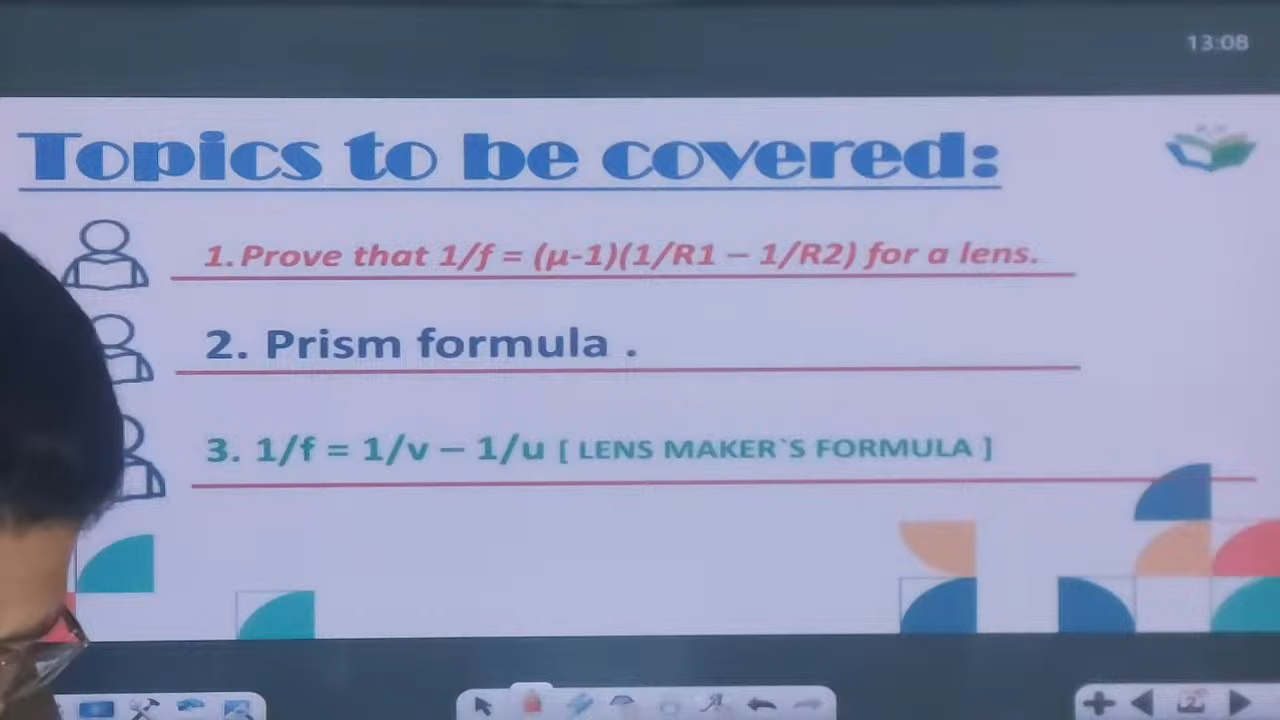 13:08
Topics to be covered:
1. Prove that 1/f = (μ-1)(1/R1 – 1/R2) for a lens.
2. Prism formula .
3. 1/f = 1/v – 1/u [ LENS MAKER`S FORMULA ]
2